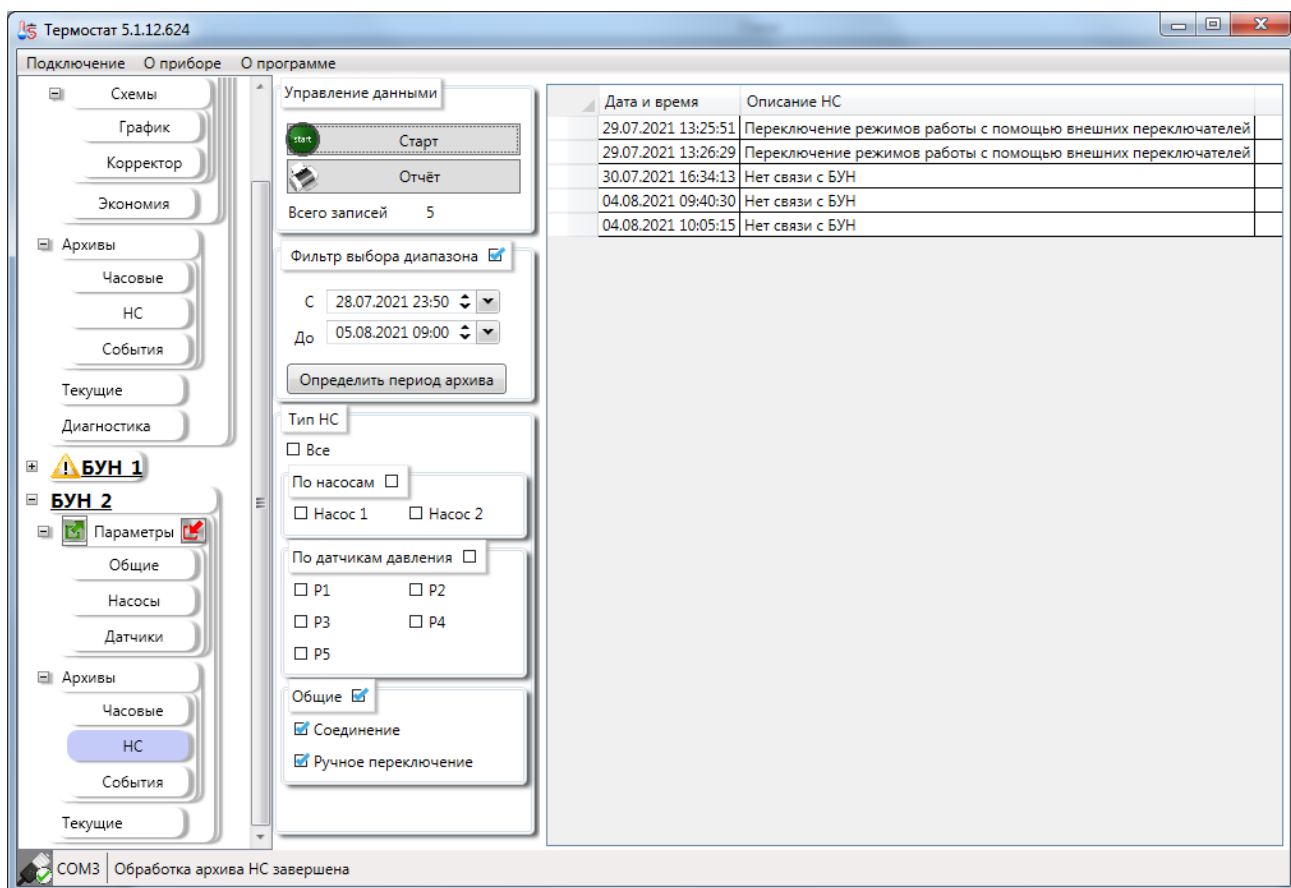 Термостат 5.1.12.624
Подключение О приборе О программе
Схемы
График
Корректор
Экономия
Архивы
Часовые
НС
События
Текущие
Диагностика
БУН 1
БУН 2
Параметры
Общие
Насосы
Датчики
Архивы
Часовые
НС
События
Текущие
Управление данными
start Старт
Отчёт
Всего записей 5
Фильтр выбора диапазона
С 28.07.2021 23:50
До 05.08.2021 09:00
Определить период архива
Тип НС
Все
По насосам
Насос 1 Насос 2
По датчикам давления
P1 P2
P3 P4
P5
Общие
Соединение
Ручное переключение
Дата и время Описание НС
29.07.2021 13:25:51 Переключение режимов работы с помощью внешних переключателей
29.07.2021 13:26:29 Переключение режимов работы с помощью внешних переключателей
30.07.2021 16:34:13 Нет связи с БУН
04.08.2021 09:40:30 Нет связи с БУН
04.08.2021 10:05:15 Нет связи с БУН
COM3 Обработка архива НС завершена